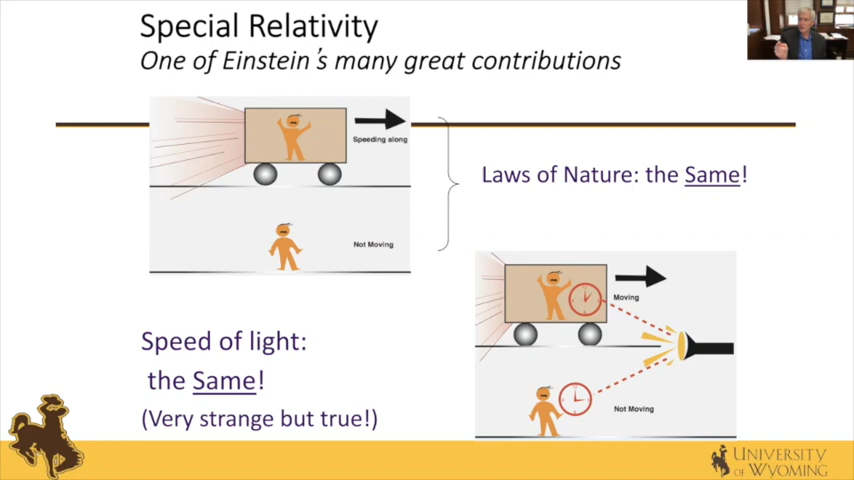 Special Relativity
One of Einstein's many great contributions
Speeding along
Not Moving
Laws of Nature: the Same!
Moving
Not Moving
Speed of light:
the Same!
(Very strange but true!)
UNIVERSITY
OF WYOMING